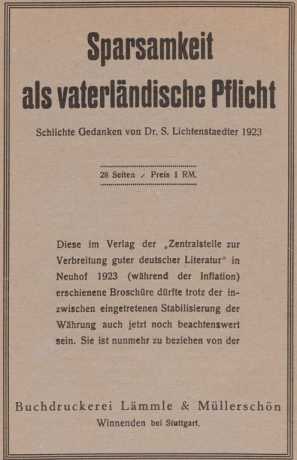 Sparsamkeit
als vaterländische Pflicht
Schlichte Gedanken von Dr. S. Lichtenstaedter 1923
28 Seiten / Preis 1 RM.
Diese im Verlag der „Zentralstelle zur
Verbreitung guter deutscher Literatur“ in
Neuhof 1923 (während der Inflation)
erschienene Broschüre dürfte trotz der in-
zwischen eingetretenen Stabilisierung der
Währung auch jetzt noch beachtenswert
sein. Sie ist nunmehr zu beziehen von der
Buchdruckerei Lämmle & Müllerschön
Winnenden bei Stuttgart.